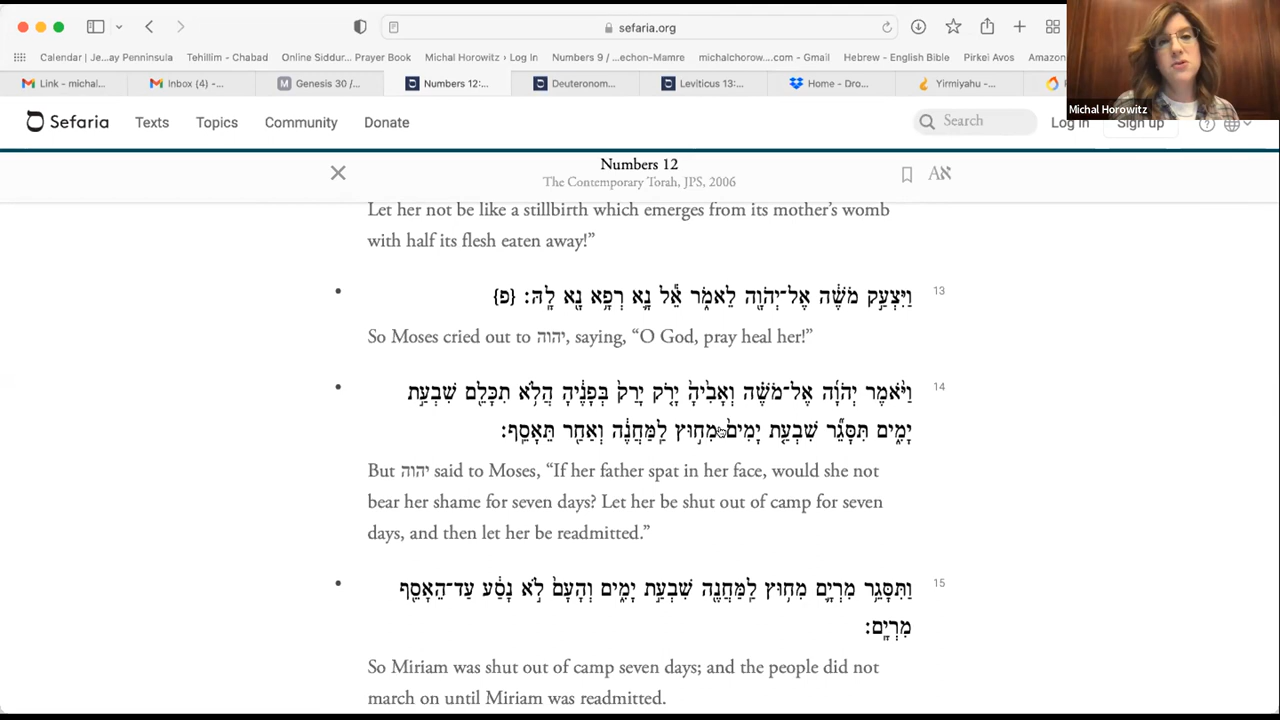 sefaria.org
Calendar | Je...ay Penninsula
Tehillim - Chabad
Online Siddur... Prayer Book
Michal Horowitz › Log In
Numbers 9 /...echon-Mamre
michalchorow....com - Gmail
Hebrew - English Bible
Pirkei Avos
Amazon
Link - michal...
Inbox (4) -...
Genesis 30 /...
Numbers 12:...
Deuteronom...
Leviticus 13:...
Home - Dro...
Yirmiyahu -...
Michal Horowitz
Sefaria
Texts
Topics
Community
Donate
Search
Log in
Sign up
Numbers 12
The Contemporary Torah, JPS, 2006
Aא
Let her not be like a stillbirth which emerges from its mother’s womb
with half its flesh eaten away!”
13
וַיִּצְעַ֣ק מֹשֶׁ֔ה אֶל־יְהֹוָ֖ה לֵאמֹ֑ר אֵ֕ל נָ֛א רְפָ֥א נָ֖א לָֽהּ׃ {פ}
So Moses cried out to יהוה, saying, “O God, pray heal her!”
14
וַיֹּ֨אמֶר יְהֹוָ֜ה אֶל־מֹשֶׁ֗ה וְאָבִ֙יהָ֙ יָרֹ֤ק יָרַק֙ בְּפָנֶ֔יהָ הֲלֹ֥א תִכָּלֵ֖ם שִׁבְעַ֣ת
יָמִ֑ים תִּסָּגֵ֞ר שִׁבְעַ֤ת יָמִים֙ מִח֣וּץ לַֽמַּחֲנֶ֔ה וְאַחַ֖ר תֵּאָסֵֽף׃
But יהוה said to Moses, “If her father spat in her face, would she not
bear her shame for seven days? Let her be shut out of camp for seven
days, and then let her be readmitted.”
15
וַתִּסָּגֵ֥ר מִרְיָ֛ם מִח֥וּץ לַֽמַּחֲנֶ֖ה שִׁבְעַ֣ת יָמִ֑ים וְהָעָם֙ לֹ֣א נָסַ֔ע עַד־הֵאָסֵ֖ף
מִרְיָֽם׃
So Miriam was shut out of camp seven days; and the people did not
march on until Miriam was readmitted.